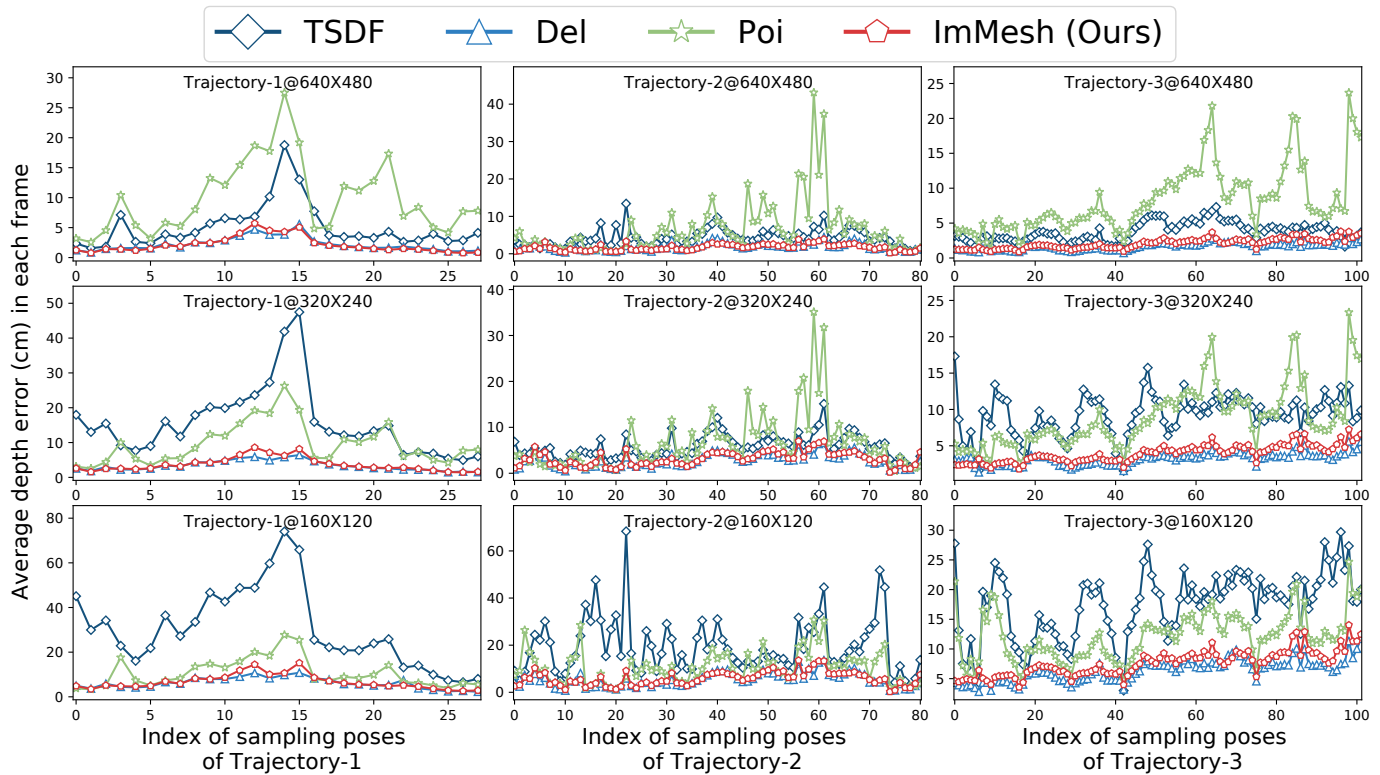 TSDF Del Poi ImMesh (Ours)
Average depth error (cm) in each frame
Trajectory-1@640X480
30
25
20
15
10
5
0
0 5 10 15 20 25
Trajectory-2@640X480
40
30
20
10
0
0 10 20 30 40 50 60 70 80
Trajectory-3@640X480
25
20
15
10
5
0
0 20 40 60 80 100
Trajectory-1@320X240
50
40
30
20
10
0
0 5 10 15 20 25
Trajectory-2@320X240
40
30
20
10
0
0 10 20 30 40 50 60 70 80
Trajectory-3@320X240
25
20
15
10
5
0 20 40 60 80 100
Trajectory-1@160X120
80
60
40
20
0
0 5 10 15 20 25
Trajectory-2@160X120
60
40
20
0
0 10 20 30 40 50 60 70 80
Trajectory-3@160X120
30
25
20
15
10
5
0 20 40 60 80 100
Index of sampling poses
of Trajectory-1
Index of sampling poses
of Trajectory-2
Index of sampling poses
of Trajectory-3